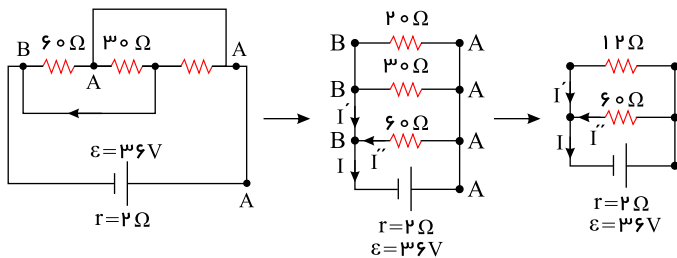 B ۶۰Ω A ۳۰Ω A
ε=۳۶V
r=۲Ω
A
۲۰Ω
B A
۳۰Ω
B A
I′
۶۰Ω
B A
I I″
A
r=۲Ω
ε=۳۶V
۱۲Ω
I′
۶۰Ω
I I″
r=۲Ω
ε=۳۶V